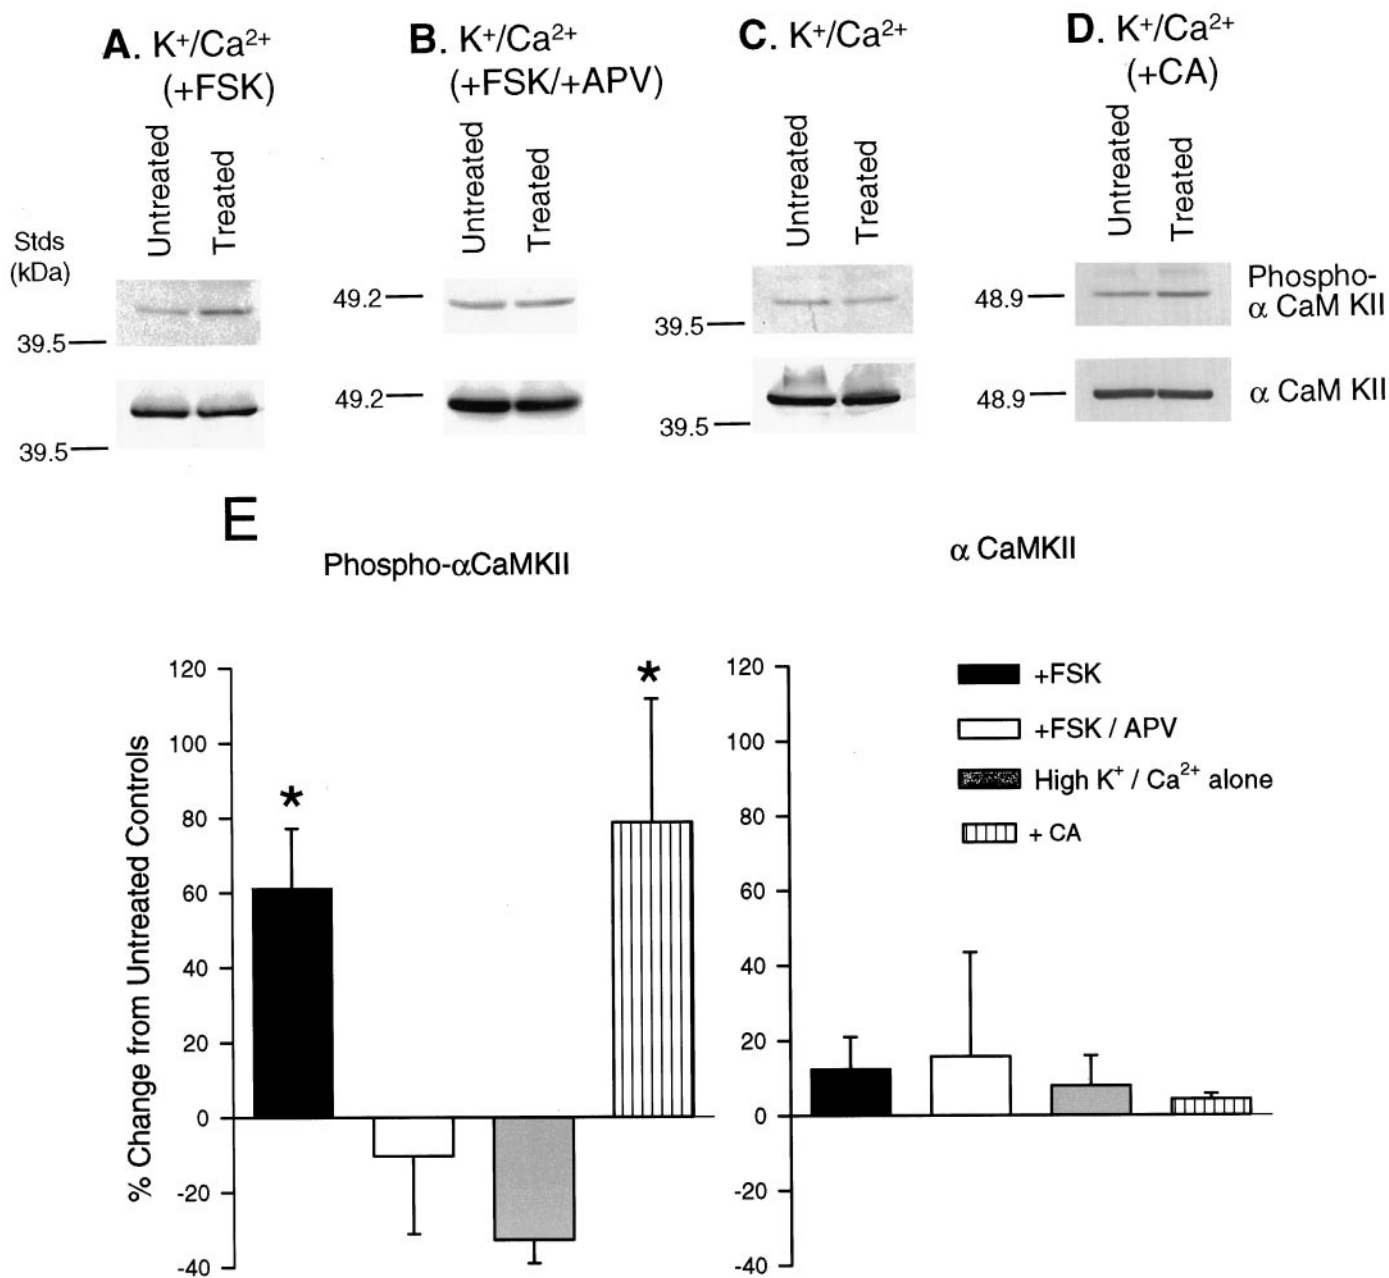 A. K⁺/Ca²⁺
(+FSK)
B. K⁺/Ca²⁺
(+FSK/+APV)
C. K⁺/Ca²⁺
D. K⁺/Ca²⁺
(+CA)
Untreated
Treated
Untreated
Treated
Untreated
Treated
Untreated
Treated
Stds
(kDa)
39.5
39.5
49.2
49.2
39.5
39.5
48.9
48.9
Phospho-
α CaM KII
α CaM KII
E
Phospho-αCaMKII
α CaMKII
% Change from Untreated Controls
120
100
80
60
40
20
0
-20
-40
*
*
120
100
80
60
40
20
0
-20
-40
+FSK
+FSK / APV
High K⁺ / Ca²⁺ alone
+ CA